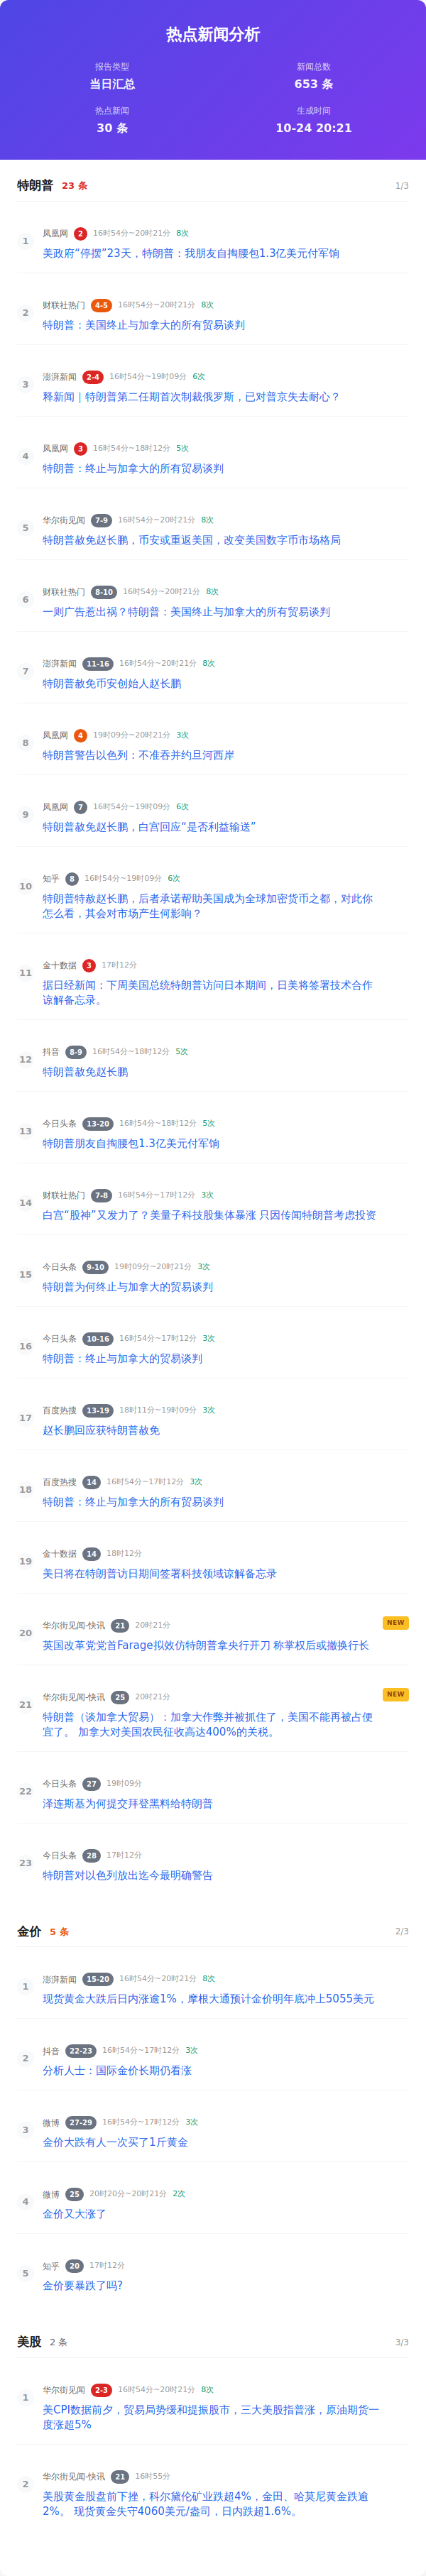 热点新闻分析
报告类型 新闻总数
当日汇总 653 条
热点新闻 生成时间
30 条 10-24 20:21
特朗普 23 条 1/3
1 凤凰网 2 16时54分~20时21分 8次
美政府“停摆”23天，特朗普：我朋友自掏腰包1.3亿美元付军饷
2 财联社热门 4-5 16时54分~20时21分 8次
特朗普：美国终止与加拿大的所有贸易谈判
3 澎湃新闻 2-4 16时54分~19时09分 6次
释新闻｜特朗普第二任期首次制裁俄罗斯，已对普京失去耐心？
4 凤凰网 3 16时54分~18时12分 5次
特朗普：终止与加拿大的所有贸易谈判
5 华尔街见闻 7-9 16时54分~20时21分 8次
特朗普赦免赵长鹏，币安或重返美国，改变美国数字币市场格局
6 财联社热门 8-10 16时54分~20时21分 8次
一则广告惹出祸？特朗普：美国终止与加拿大的所有贸易谈判
7 澎湃新闻 11-16 16时54分~20时21分 8次
特朗普赦免币安创始人赵长鹏
8 凤凰网 4 19时09分~20时21分 3次
特朗普警告以色列：不准吞并约旦河西岸
9 凤凰网 7 16时54分~19时09分 6次
特朗普赦免赵长鹏，白宫回应“是否利益输送”
10 知乎 8 16时54分~19时09分 6次
特朗普特赦赵长鹏，后者承诺帮助美国成为全球加密货币之都，对此你
怎么看，其会对市场产生何影响？
11 金十数据 3 17时12分
据日经新闻：下周美国总统特朗普访问日本期间，日美将签署技术合作
谅解备忘录。
12 抖音 8-9 16时54分~18时12分 5次
特朗普赦免赵长鹏
13 今日头条 13-20 16时54分~18时12分 5次
特朗普朋友自掏腰包1.3亿美元付军饷
14 财联社热门 7-8 16时54分~17时12分 3次
白宫“股神”又发力了？美量子科技股集体暴涨 只因传闻特朗普考虑投资
15 今日头条 9-10 19时09分~20时21分 3次
特朗普为何终止与加拿大的贸易谈判
16 今日头条 10-16 16时54分~17时12分 3次
特朗普：终止与加拿大的贸易谈判
17 百度热搜 13-19 18时11分~19时09分 3次
赵长鹏回应获特朗普赦免
18 百度热搜 14 16时54分~17时12分 3次
特朗普：终止与加拿大的所有贸易谈判
19 金十数据 14 18时12分
美日将在特朗普访日期间签署科技领域谅解备忘录
20 华尔街见闻-快讯 21 20时21分 NEW
英国改革党党首Farage拟效仿特朗普拿央行开刀 称掌权后或撤换行长
21 华尔街见闻-快讯 25 20时21分 NEW
特朗普（谈加拿大贸易）：加拿大作弊并被抓住了，美国不能再被占便
宜了。 加拿大对美国农民征收高达400%的关税。
22 今日头条 27 19时09分
泽连斯基为何提交拜登黑料给特朗普
23 今日头条 28 17时12分
特朗普对以色列放出迄今最明确警告
金价 5 条 2/3
1 澎湃新闻 15-20 16时54分~20时21分 8次
现货黄金大跌后日内涨逾1%，摩根大通预计金价明年底冲上5055美元
2 抖音 22-23 16时54分~17时12分 3次
分析人士：国际金价长期仍看涨
3 微博 27-29 16时54分~17时12分 3次
金价大跌有人一次买了1斤黄金
4 微博 25 20时20分~20时21分 2次
金价又大涨了
5 知乎 20 17时12分
金价要暴跌了吗?
美股 2 条 3/3
1 华尔街见闻 2-3 16时54分~20时21分 8次
美CPI数据前夕，贸易局势缓和提振股市，三大美股指普涨，原油期货一
度涨超5%
2 华尔街见闻-快讯 21 16时55分
美股黄金股盘前下挫，科尔黛伦矿业跌超4%，金田、哈莫尼黄金跌逾
2%。 现货黄金失守4060美元/盎司，日内跌超1.6%。